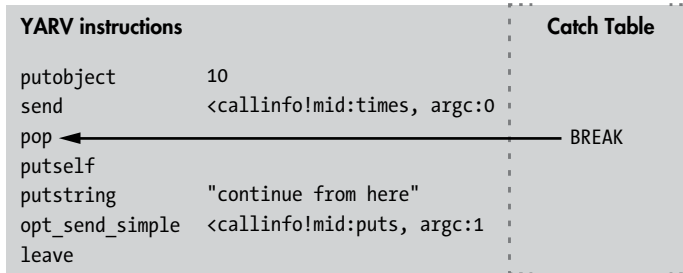 YARV instructions Catch Table
putobject 10
send <callinfo!mid:times, argc:0
pop BREAK
putself
putstring "continue from here"
opt_send_simple <callinfo!mid:puts, argc:1
leave